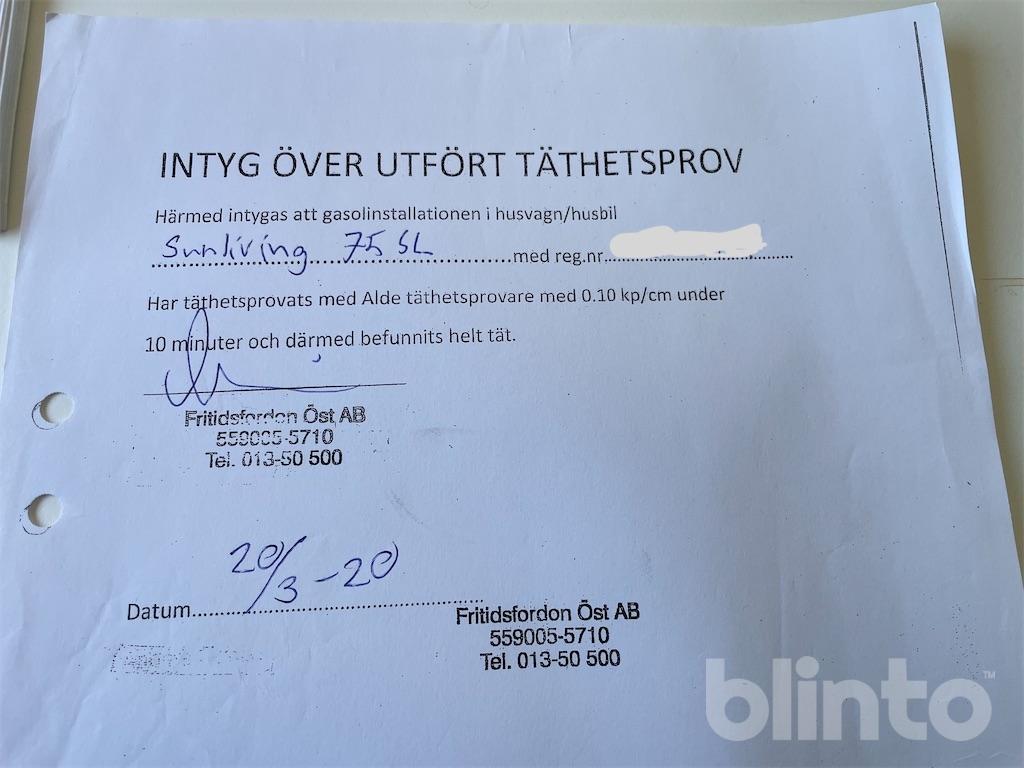 INTYG ÖVER UTFÖRT TÄTHETSPROV
Härmed intygas att gasolinstallationen i husvagn/husbil
Sunliving 75 SL med reg.nr
Har täthetsprovats med Alde täthetsprovare med 0.10 kp/cm under
10 minuter och därmed befunnits helt tät.
Fritidsfordon Öst AB
559005-5710
Tel. 013-50 500
Datum 20/3 -20
Fritidsfordon Öst AB
559005-5710
Tel. 013-50 500
blinto™